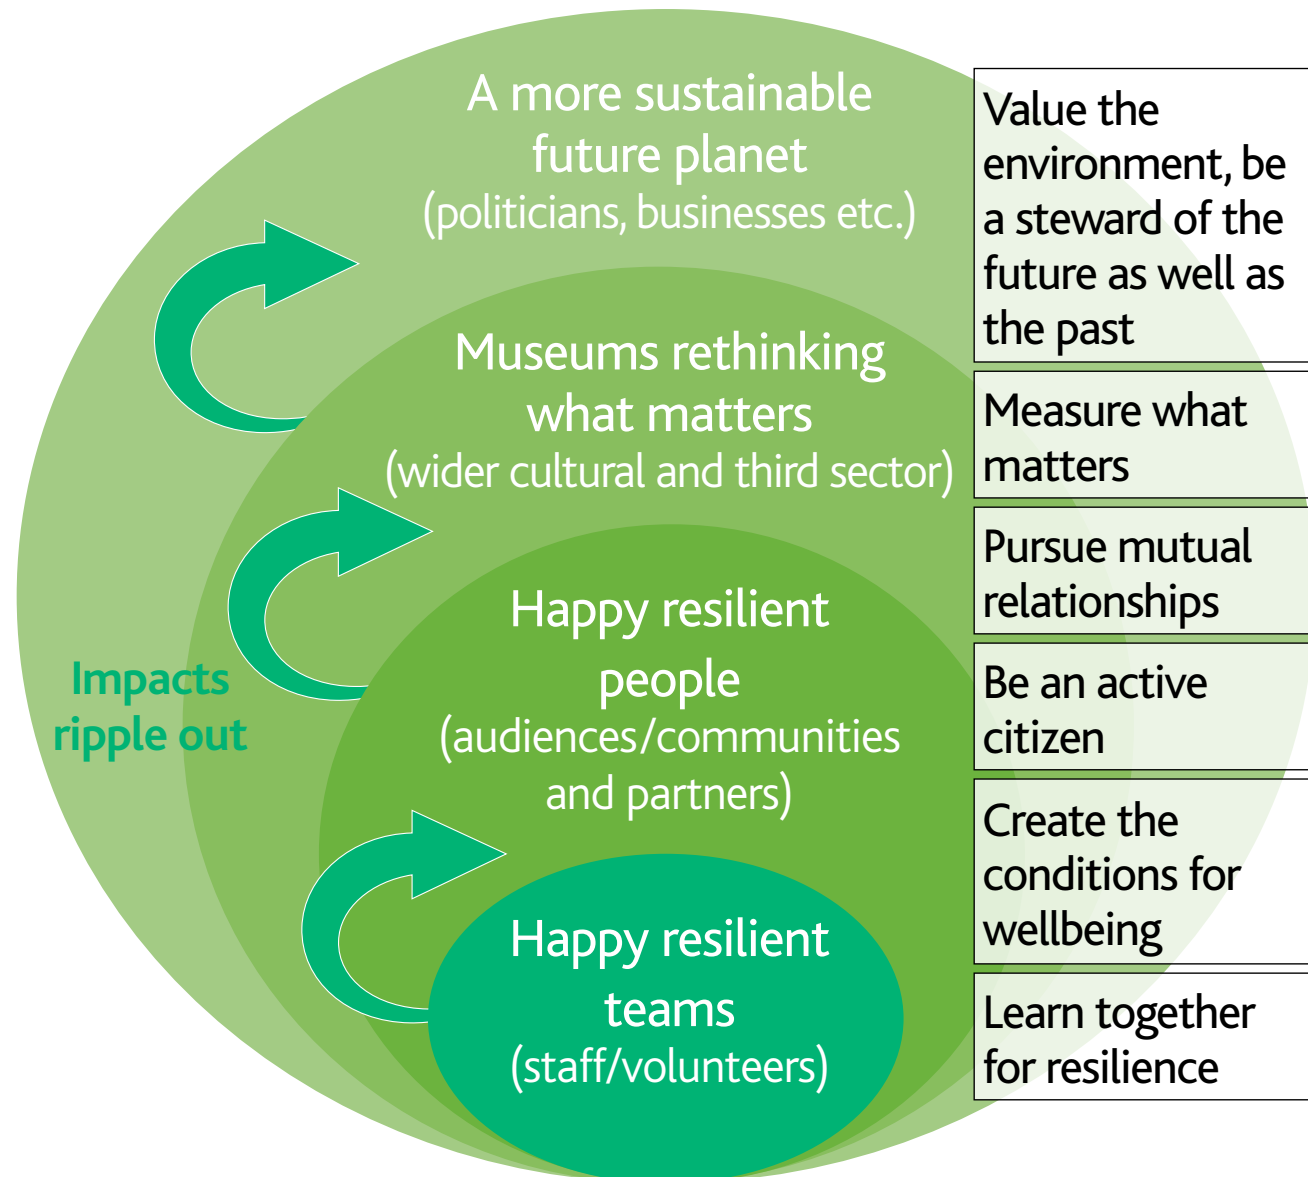 A more sustainable
future planet
(politicians, businesses etc.)
Museums rethinking
what matters
(wider cultural and third sector)
Happy resilient
people
(audiences/communities
and partners)
Happy resilient
teams
(staff/volunteers)
Impacts
ripple out
Value the
environment, be
a steward of the
future as well as
the past
Measure what
matters
Pursue mutual
relationships
Be an active
citizen
Create the
conditions for
wellbeing
Learn together
for resilience